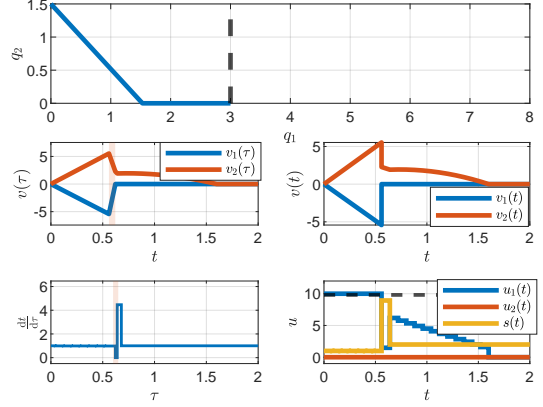 1.5
1
0.5
0
q₂
0 1 2 3 4 5 6 7 8
q₁
5
0
-5
v(τ)
v₁(τ)
v₂(τ)
0 0.5 1 1.5 2
t
5
0
-5
v(t)
v₁(t)
v₂(t)
0 0.5 1 1.5 2
t
6
4
2
0
dt
dτ
0 0.5 1 1.5 2
τ
10
5
0
u
u₁(t)
u₂(t)
s(t)
0 0.5 1 1.5 2
t